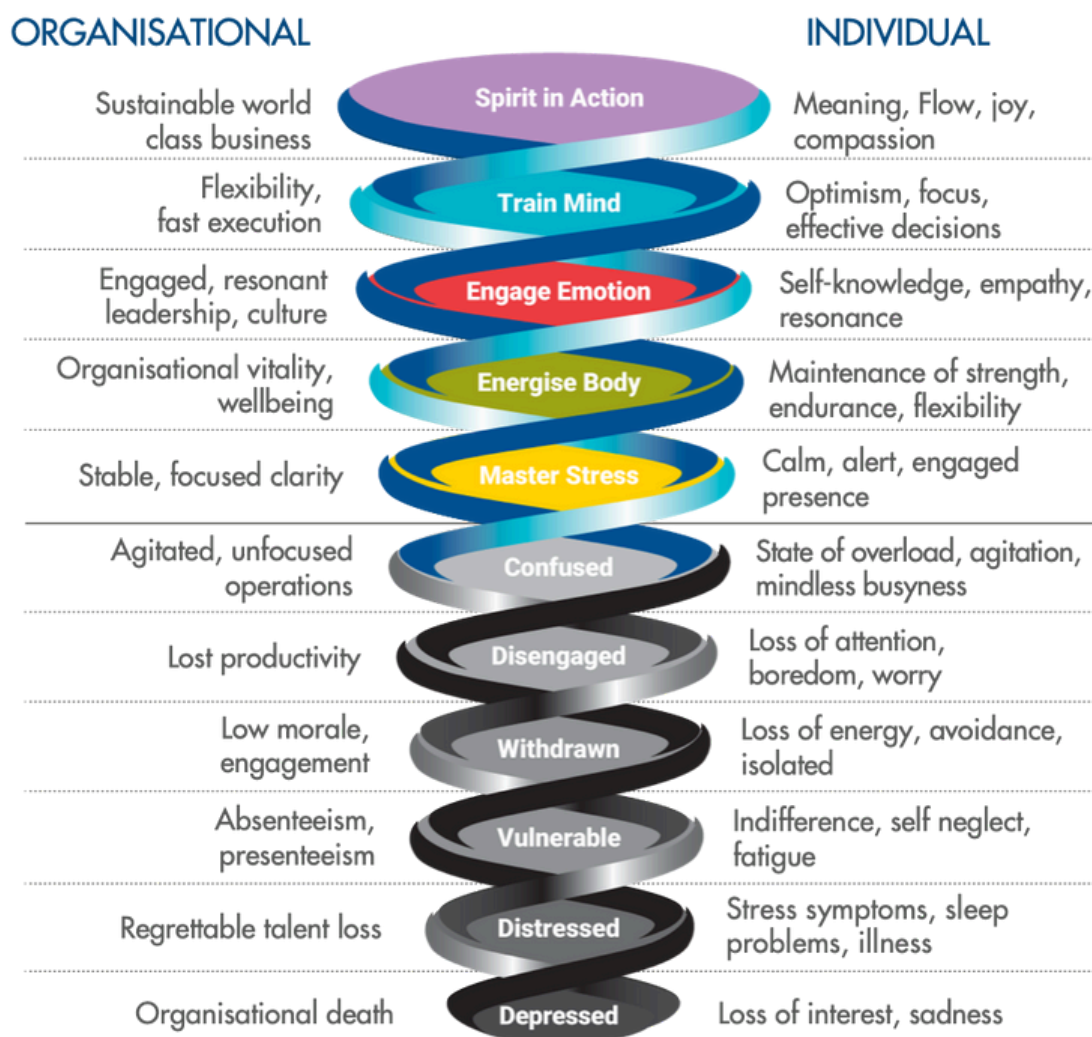 ORGANISATIONAL
INDIVIDUAL
Sustainable world
class business
Spirit in Action
Meaning, Flow, joy,
compassion
Flexibility,
fast execution
Train Mind
Optimism, focus,
effective decisions
Engaged, resonant
leadership, culture
Engage Emotion
Self-knowledge, empathy,
resonance
Organisational vitality,
wellbeing
Energise Body
Maintenance of strength,
endurance, flexibility
Stable, focused clarity
Master Stress
Calm, alert, engaged
presence
Agitated, unfocused
operations
Confused
State of overload, agitation,
mindless busyness
Lost productivity
Disengaged
Loss of attention,
boredom, worry
Low morale,
engagement
Withdrawn
Loss of energy, avoidance,
isolated
Absenteeism,
presenteeism
Vulnerable
Indifference, self neglect,
fatigue
Regrettable talent loss
Distressed
Stress symptoms, sleep
problems, illness
Organisational death
Depressed
Loss of interest, sadness